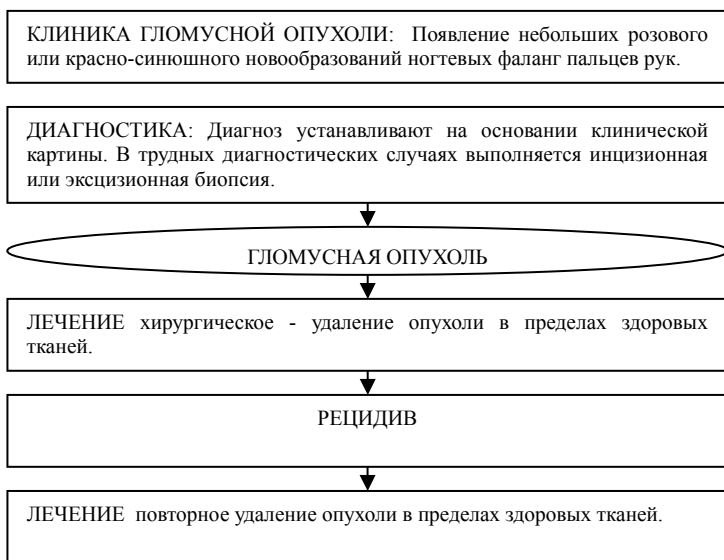 КЛИНИКА ГЛОМУСНОЙ ОПУХОЛИ: Появление небольших розового
или красно-синюшного новообразований ногтевых фаланг пальцев рук.
ДИАГНОСТИКА: Диагноз устанавливают на основании клинической
картины. В трудных диагностических случаях выполняется инцизионная
или эксцизионная биопсия.
ГЛОМУСНАЯ ОПУХОЛЬ
ЛЕЧЕНИЕ хирургическое - удаление опухоли в пределах здоровых
тканей.
РЕЦИДИВ
ЛЕЧЕНИЕ повторное удаление опухоли в пределах здоровых тканей.